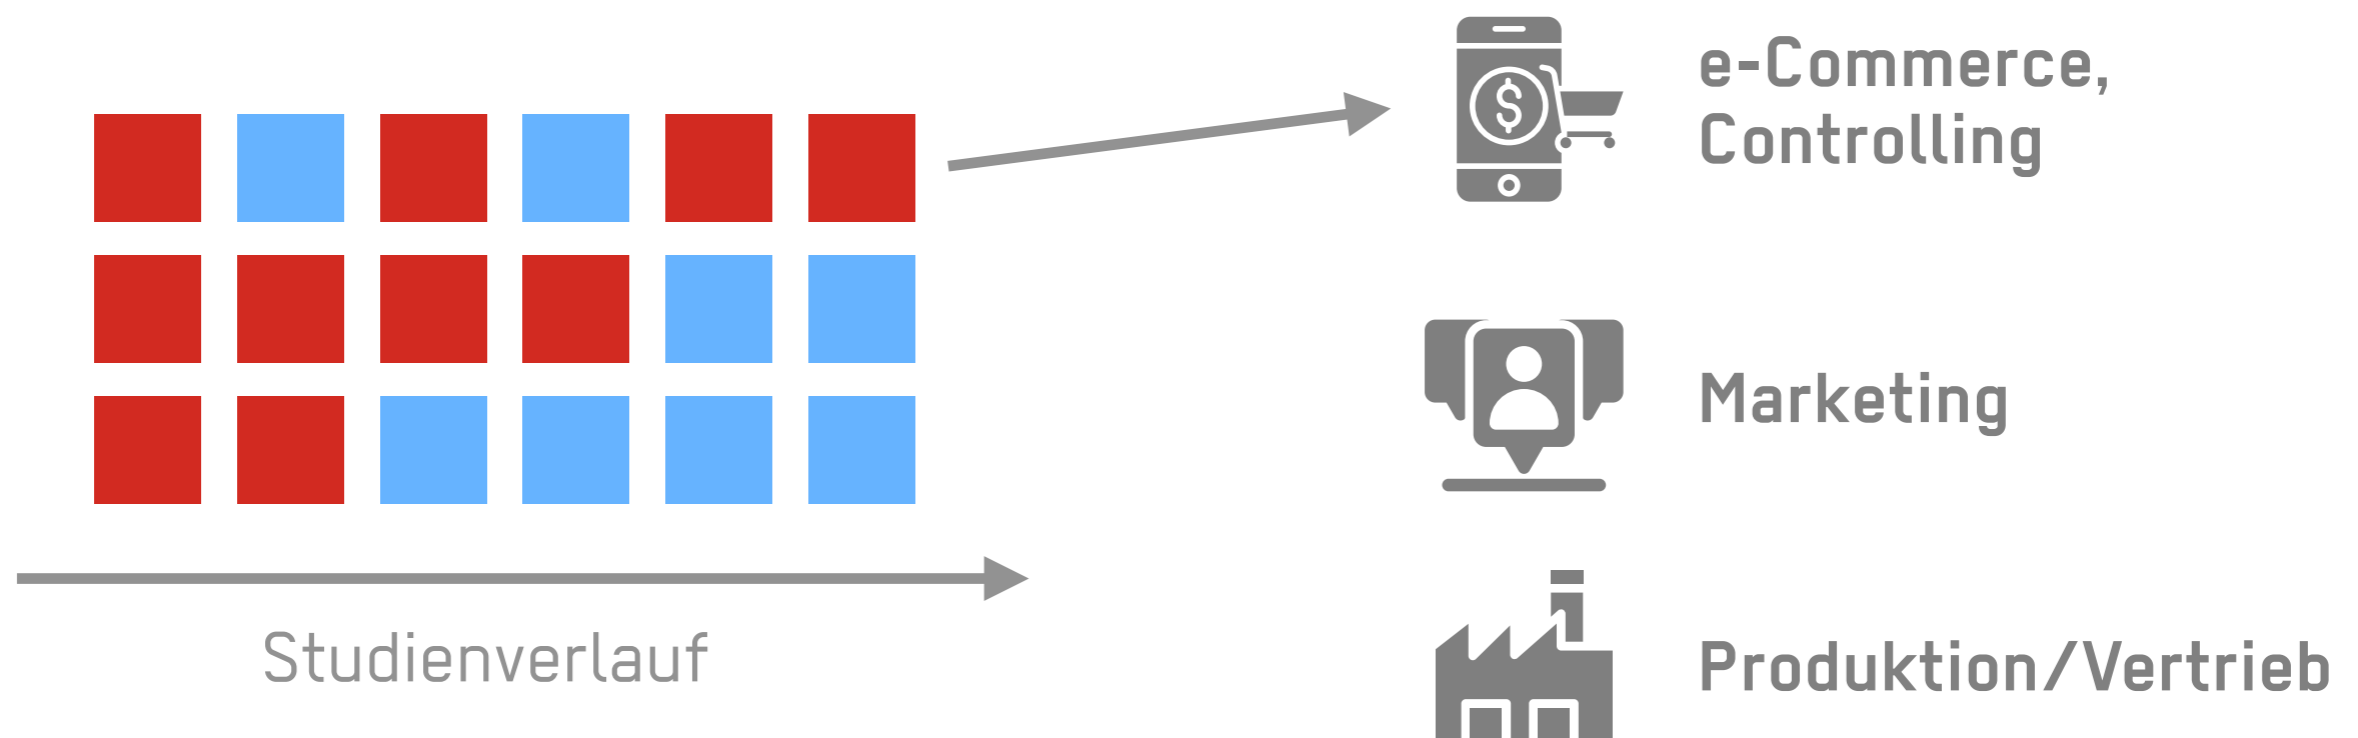 e-Commerce,
Controlling
Marketing
Studienverlauf
Produktion/Vertrieb